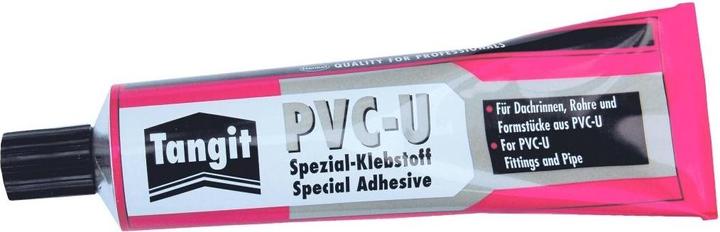 Henkel QUALITY FOR PROFESSIONALS
Tangit
PVC-U
Spezial-Klebstoff
Special Adhesive
• Für Dachrinnen, Rohre und
Formstücke aus PVC-U
• For PVC-U
Fittings and Pipe